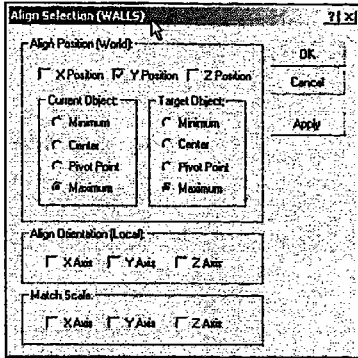 Align Selection (WALLS)
Align Position (World):
X Position Y Position Z Position
Current Object:
Minimum
Center
Pivot Point
Maximum
Target Object:
Minimum
Center
Pivot Point
Maximum
Align Orientation (Local):
X Axis Y Axis Z Axis
Match Scale:
X Axis Y Axis Z Axis
OK
Cancel
Apply